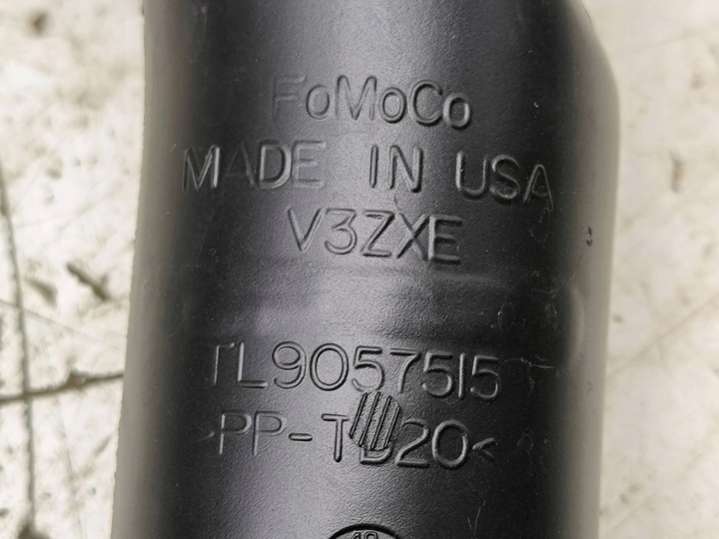 FoMoCo
MADE IN USA
V3ZXE
TL9057515
>PP-TD20<